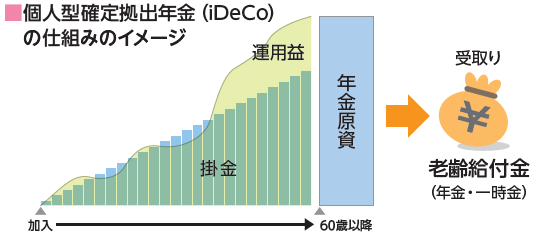 ■個人型確定拠出年金（iDeCo）
の仕組みのイメージ
運用益
掛金
年金原資
受取り
¥
老齢給付金
（年金・一時金）
加入
60歳以降